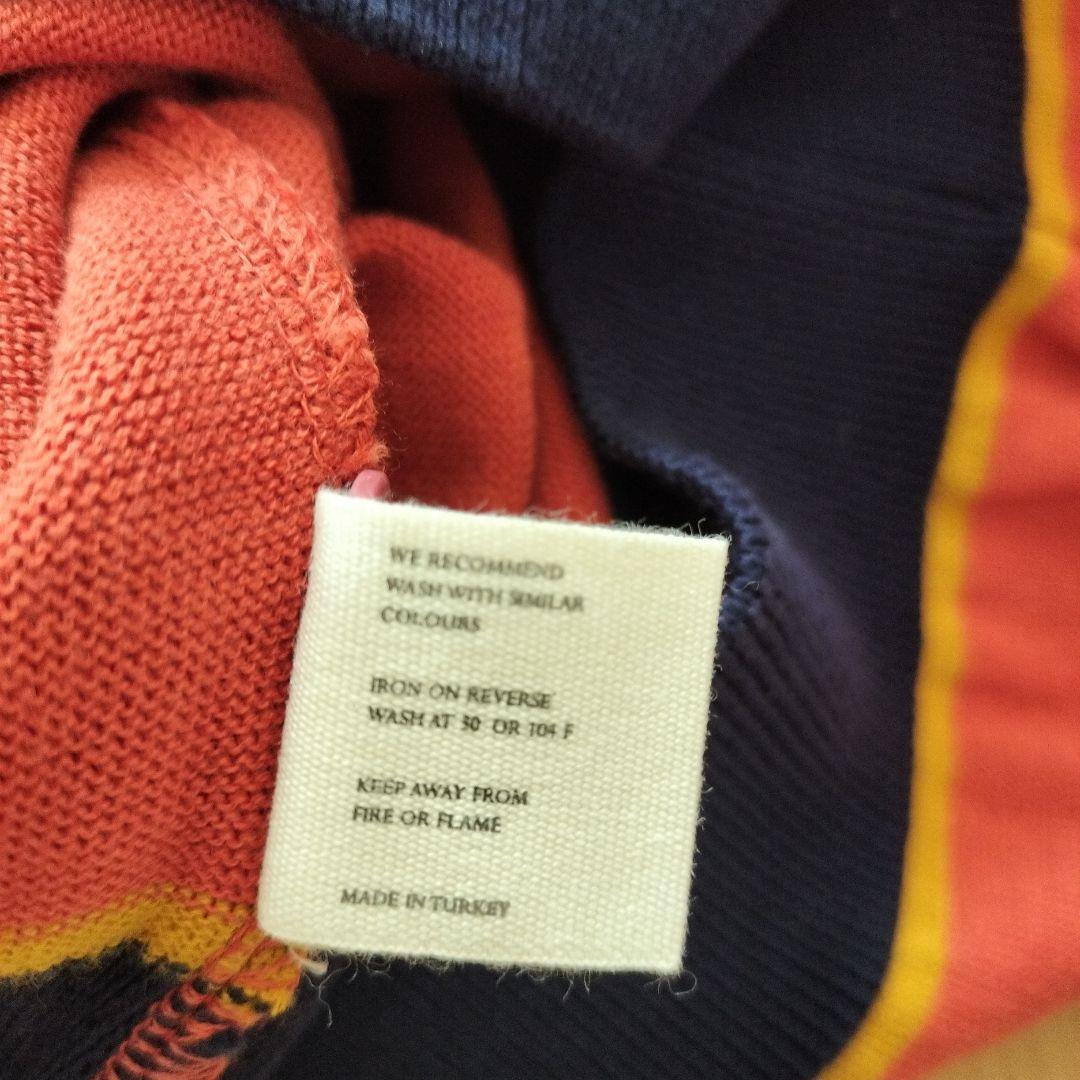 WE RECOMMEND
WASH WITH SIMILAR
COLOURS
IRON ON REVERSE
WASH AT 30 OR 104 F
KEEP AWAY FROM
FIRE OR FLAME
MADE IN TURKEY